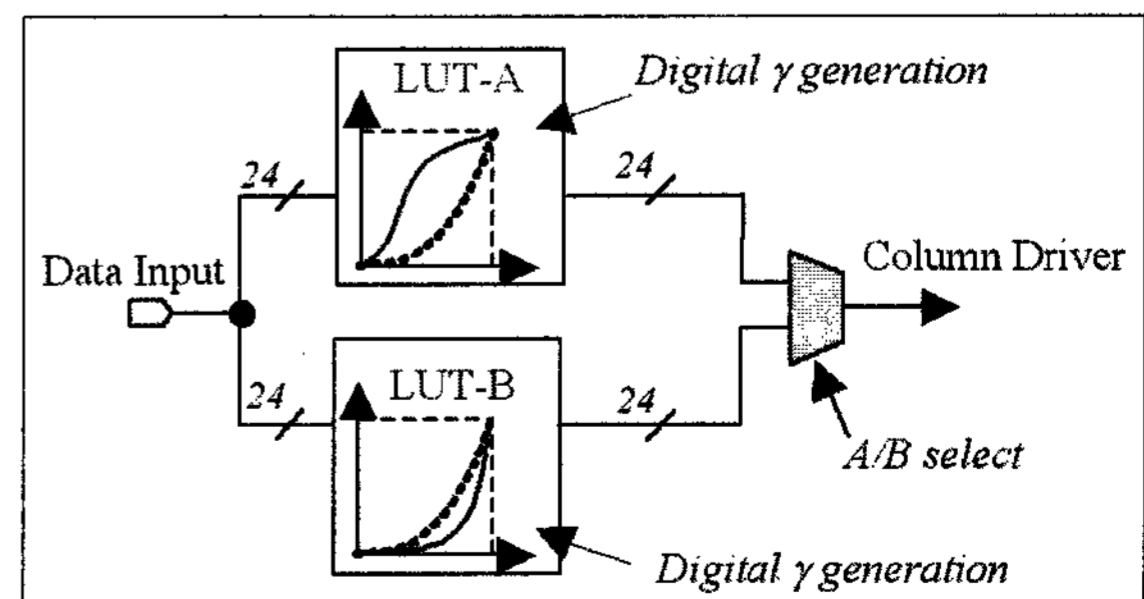 LUT-A
Digital γ generation
24
24
Data Input
Column Driver
LUT-B
24
24
A/B select
Digital γ generation